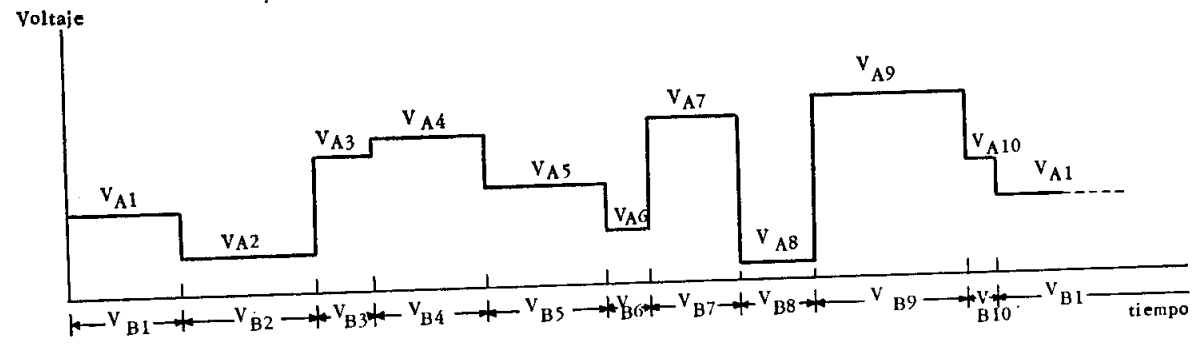 Voltaje
VA1
VA2
VA3
VA4
VA5
VA6
VA7
VA8
VA9
VA10
VA1
VB1
VB2
VB3
VB4
VB5
VB6
VB7
VB8
VB9
VB10
VB1
tiempo